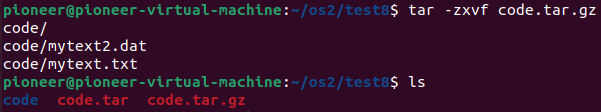 pioneer@pioneer-virtual-machine:~/os2/test8$ tar -zxvf code.tar.gz
code/
code/mytext2.dat
code/mytext.txt
pioneer@pioneer-virtual-machine:~/os2/test8$ ls
code  code.tar  code.tar.gz